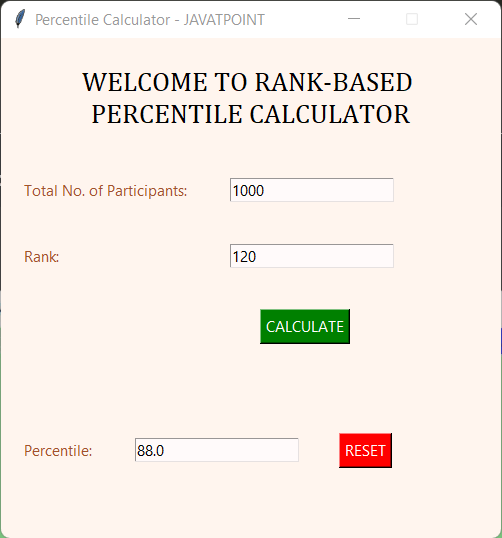 Percentile Calculator - JAVATPOINT
WELCOME TO RANK-BASED
PERCENTILE CALCULATOR
Total No. of Participants: 1000
Rank: 120
CALCULATE
Percentile: 88.0 RESET